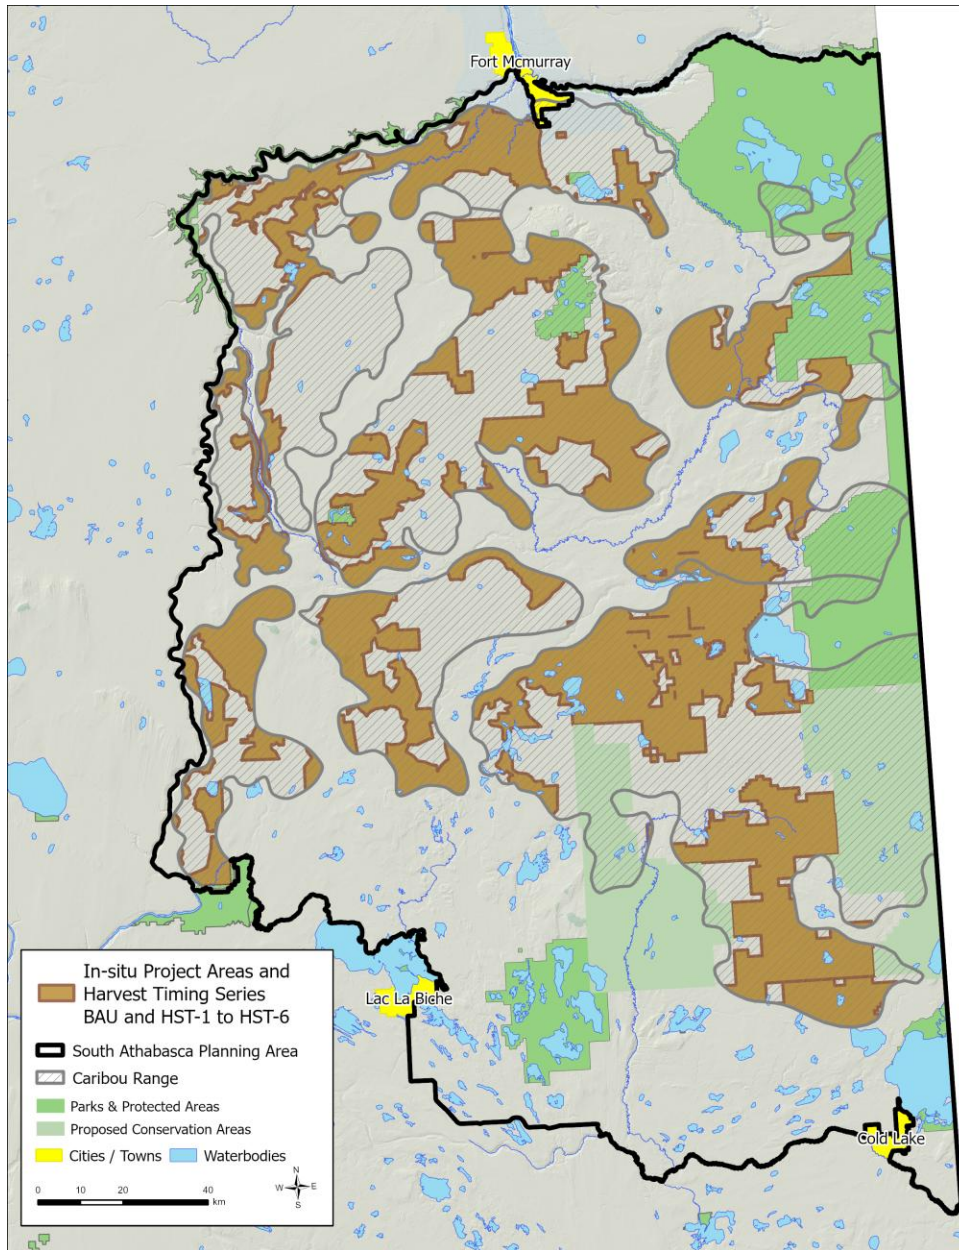 Fort Mcmurray
Lac La Biche
Cold Lake
In-situ Project Areas and
Harvest Timing Series
BAU and HST-1 to HST-6
South Athabasca Planning Area
Caribou Range
Parks & Protected Areas
Proposed Conservation Areas
Cities / Towns Waterbodies
N
W E
S
0 10 20 40
km